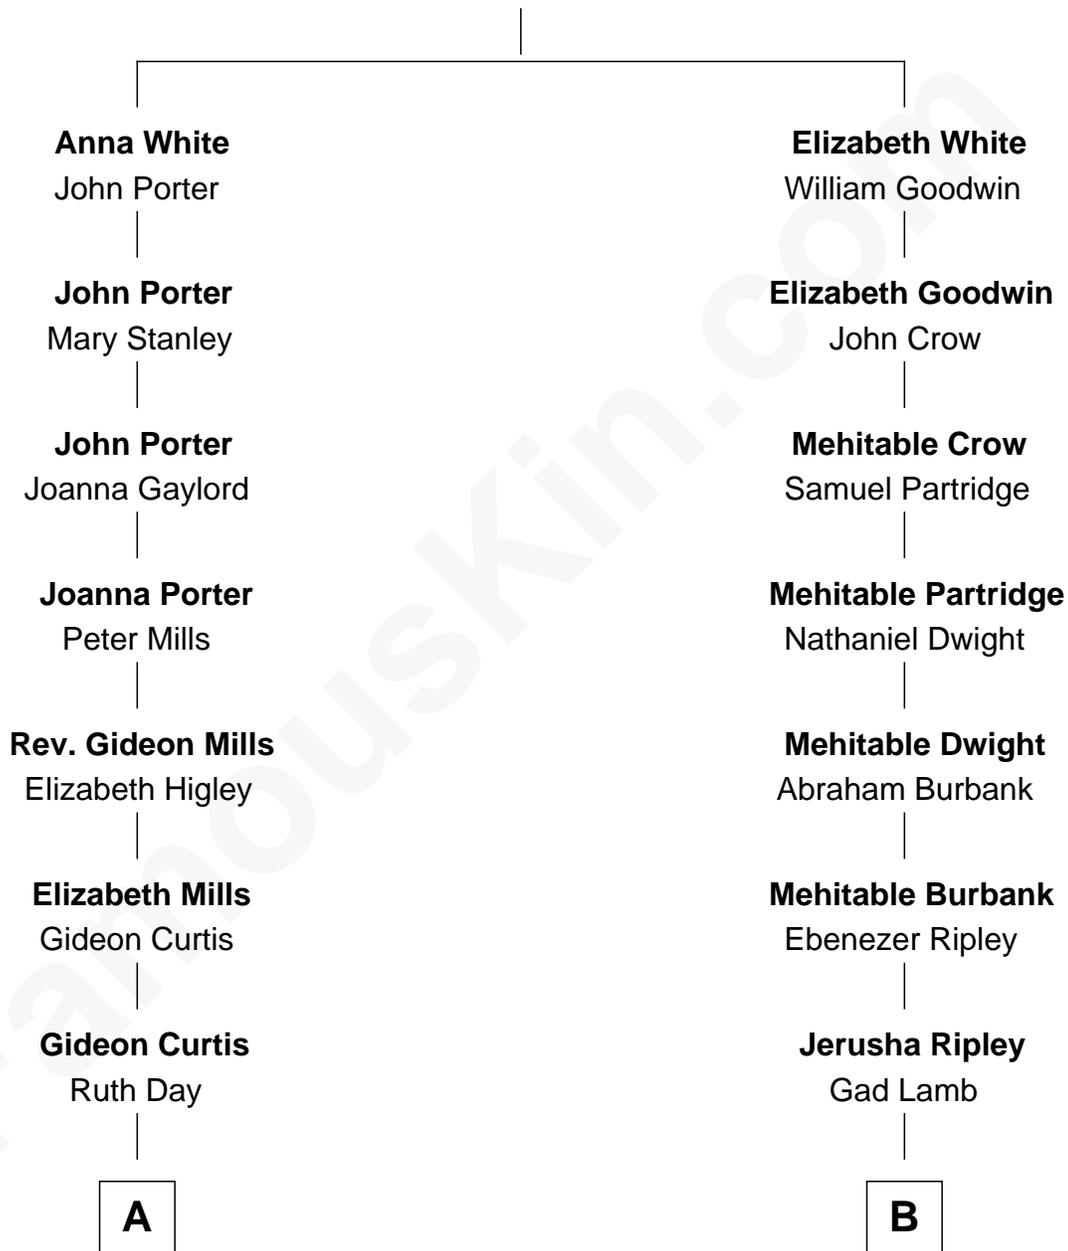 Anna White
John Porter
John Porter
Mary Stanley
John Porter
Joanna Gaylord
Joanna Porter
Peter Mills
Rev. Gideon Mills
Elizabeth Higley
Elizabeth Mills
Gideon Curtis
Gideon Curtis
Ruth Day
A
Elizabeth White
William Goodwin
Elizabeth Goodwin
John Crow
Mehitable Crow
Samuel Partridge
Mehitable Partridge
Nathaniel Dwight
Mehitable Dwight
Abraham Burbank
Mehitable Burbank
Ebenezer Ripley
Jerusha Ripley
Gad Lamb
B
FamousKin.com